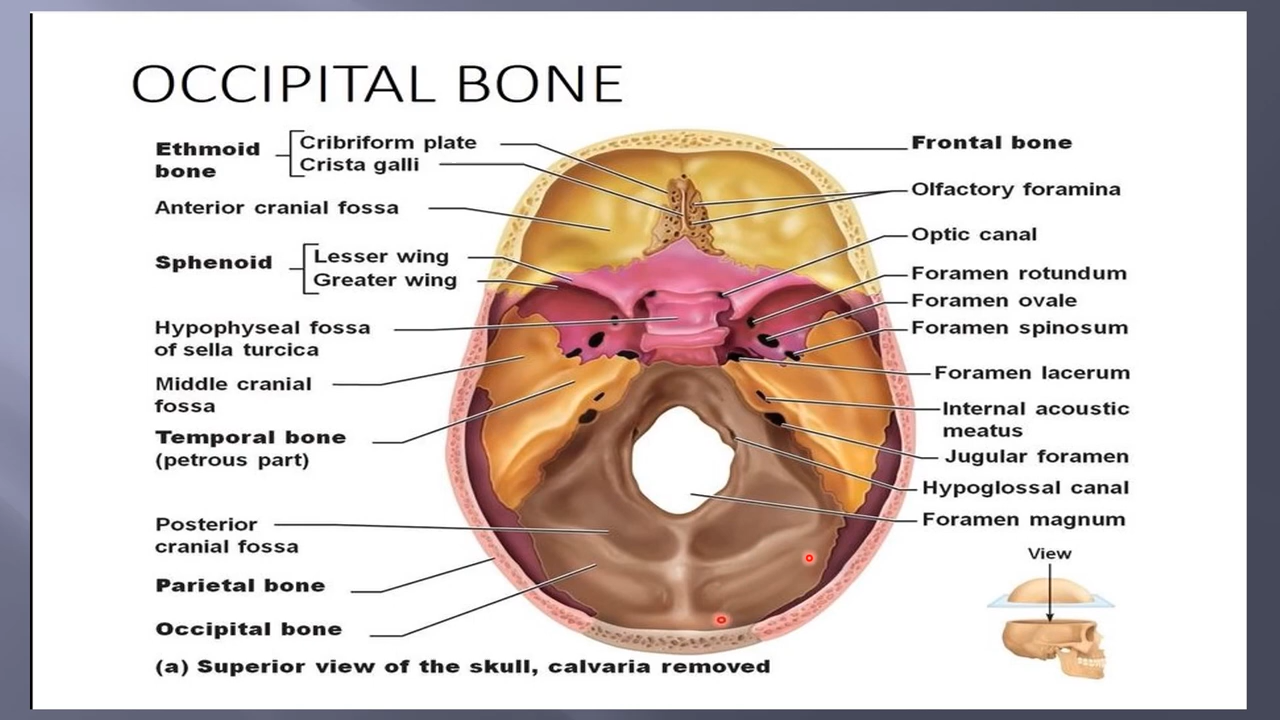 OCCIPITAL BONE
Ethmoid
bone
Cribriform plate
Crista galli
Anterior cranial fossa
Sphenoid
Lesser wing
Greater wing
Hypophyseal fossa
of sella turcica
Middle cranial
fossa
Temporal bone
(petrous part)
Posterior
cranial fossa
Parietal bone
Occipital bone
(a) Superior view of the skull, calvaria removed
Frontal bone
Olfactory foramina
Optic canal
Foramen rotundum
Foramen ovale
Foramen spinosum
Foramen lacerum
Internal acoustic
meatus
Jugular foramen
Hypoglossal canal
Foramen magnum
View